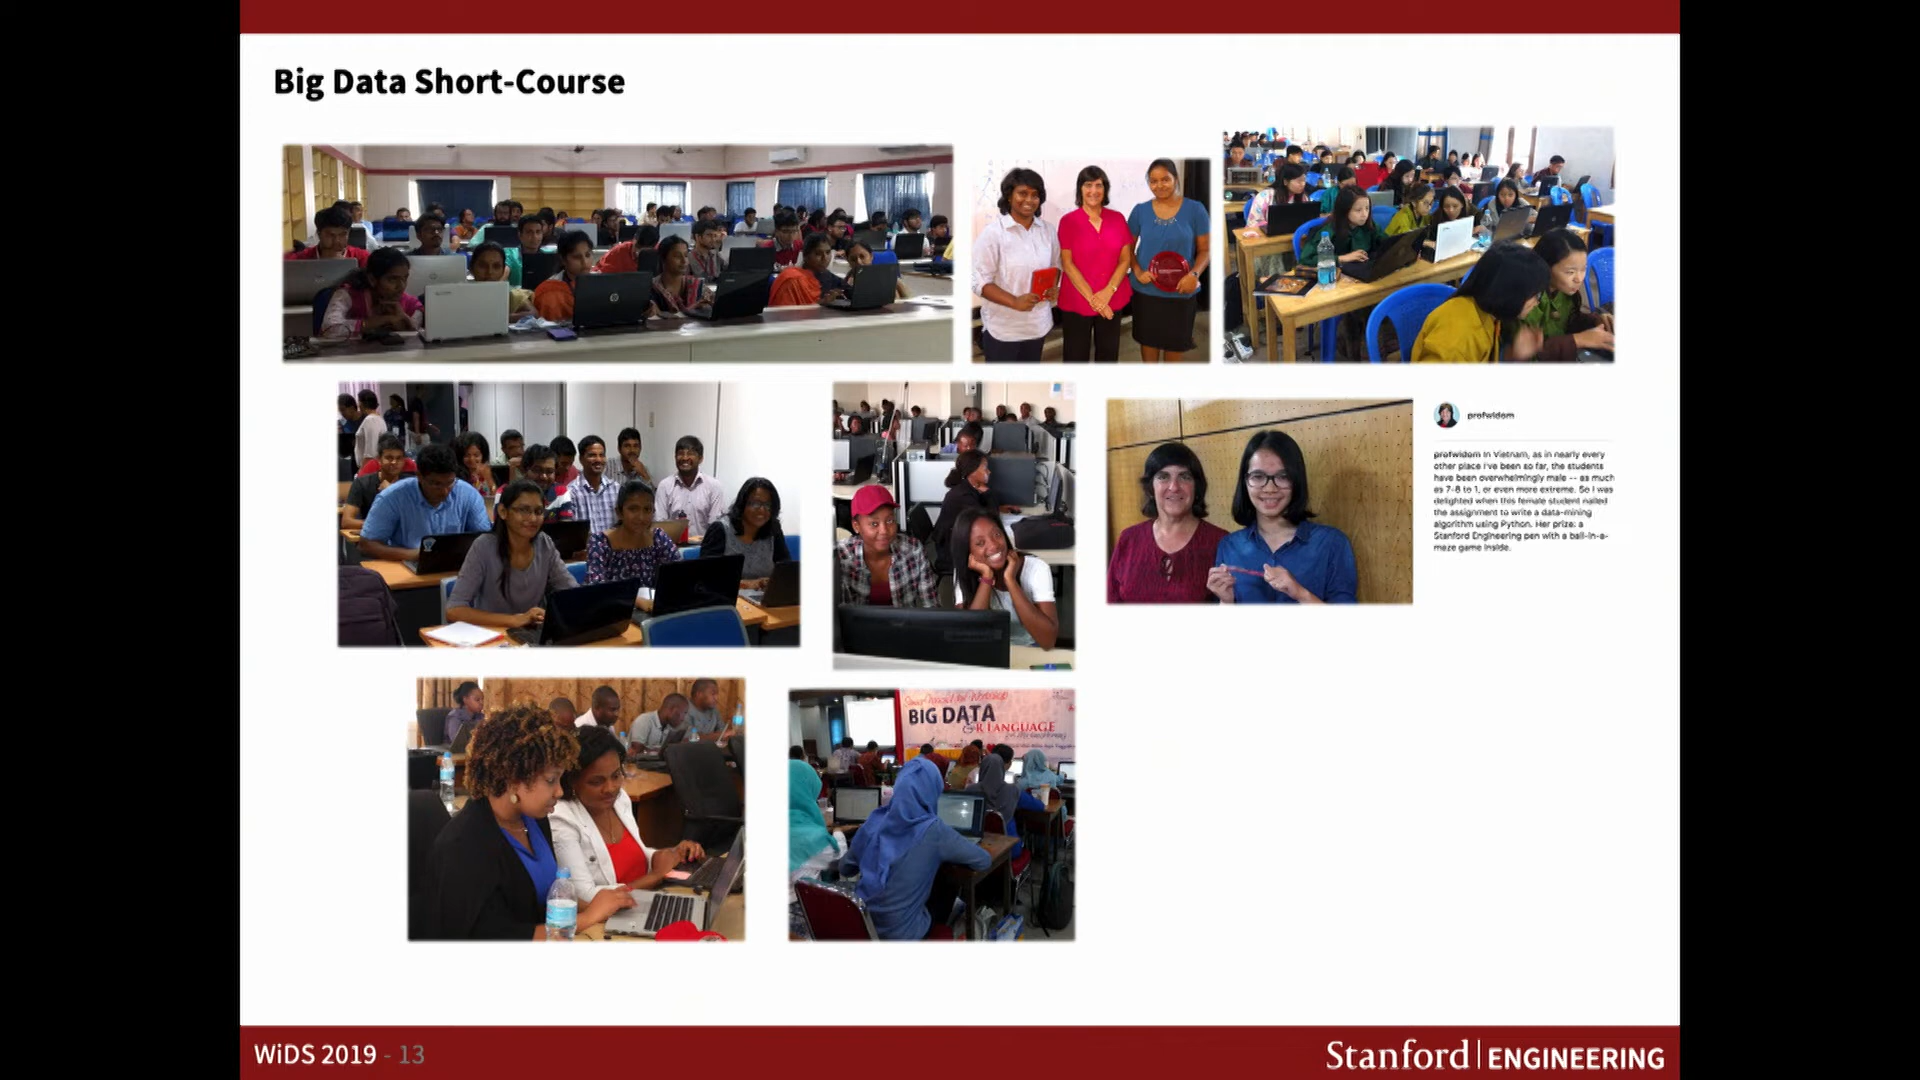 Big Data Short-Course
profwidom
profwidom In Vietnam, as in nearly every
other place I've been so far, the students
have been overwhelmingly male -- as much
as 7-8 to 1, or even more extreme. So I was
delighted when this female student nailed
the assignment to write a data-mining
algorithm using Python. Her prize: a
Stanford Engineering pen with a ball-in-a-
maze game inside.
BIG DATA
& R LANGUAGE
WiDS 2019 - 13
Stanford | ENGINEERING